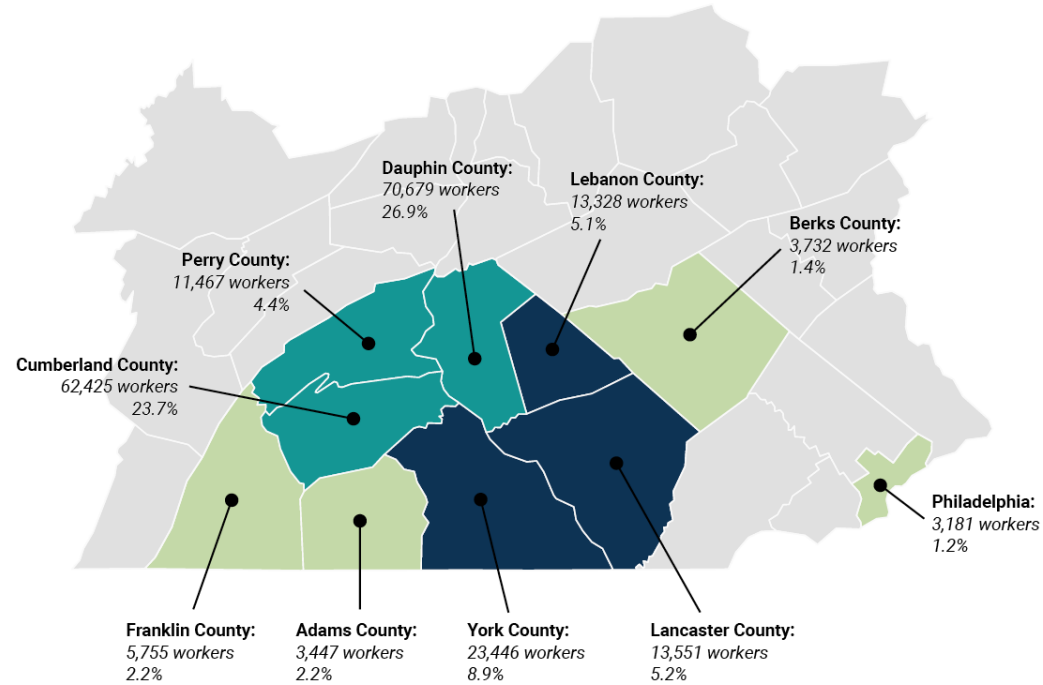 Dauphin County:
70,679 workers
26.9%
Lebanon County:
13,328 workers
5.1%
Berks County:
3,732 workers
1.4%
Perry County:
11,467 workers
4.4%
Cumberland County:
62,425 workers
23.7%
Philadelphia:
3,181 workers
1.2%
Franklin County:
5,755 workers
2.2%
Adams County:
3,447 workers
2.2%
York County:
23,446 workers
8.9%
Lancaster County:
13,551 workers
5.2%